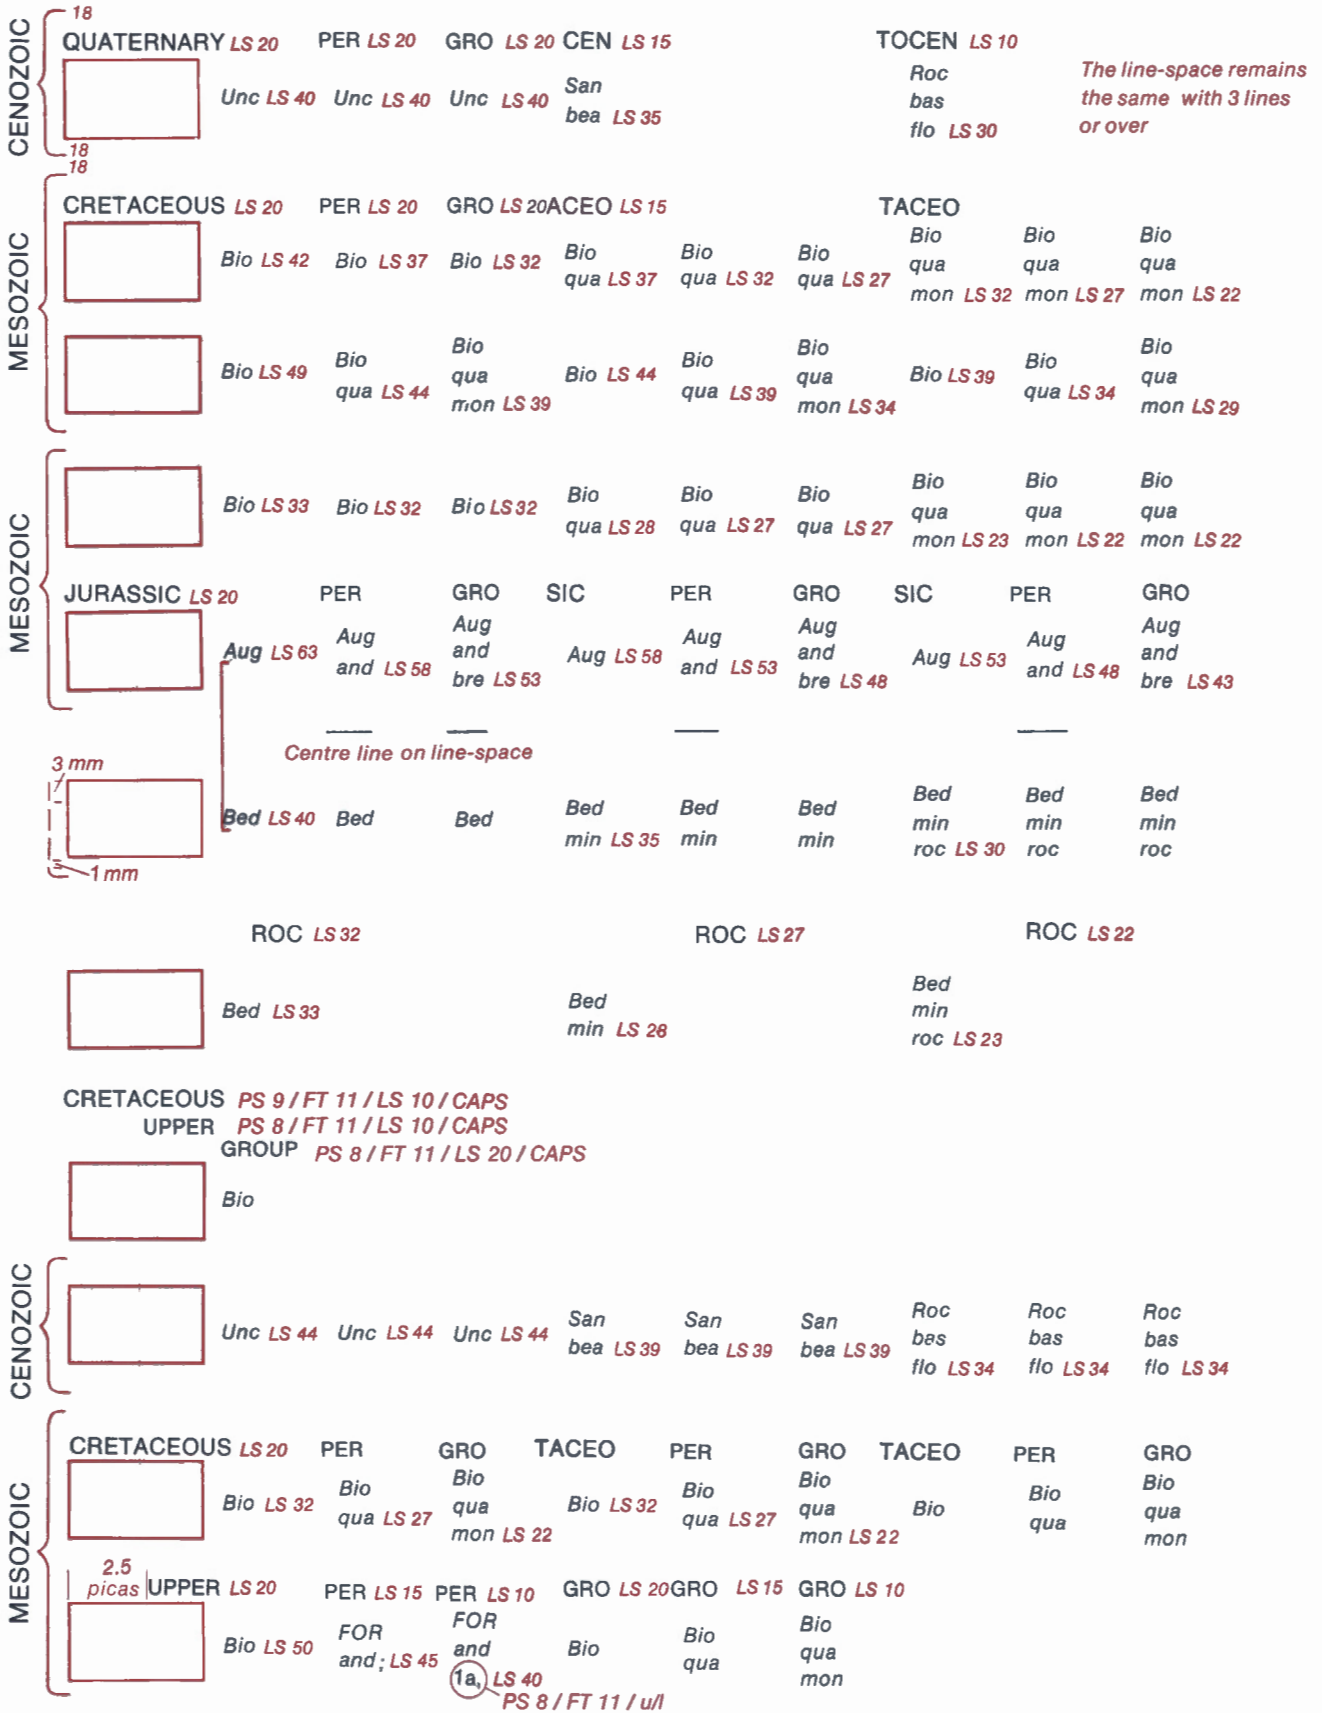 CENOZOIC
18
QUATERNARY LS 20 PER LS 20 GRO LS 20 CEN LS 15 TOCEN LS 10
Unc LS 40 Unc LS 40 Unc LS 40 San Roc The line-space remains
bea LS 35 bas the same with 3 lines
flo LS 30 or over
18
MESOZOIC
18
CRETACEOUS LS 20 PER LS 20 GRO LS 20 ACEO LS 15 TACEO
Bio Bio Bio
Bio LS 42 Bio LS 37 Bio LS 32 Bio Bio Bio qua qua qua
qua LS 37 qua LS 32 qua LS 27 mon LS 32 mon LS 27 mon LS 22
Bio Bio Bio
Bio LS 49 Bio qua Bio LS 44 Bio qua Bio LS 39 Bio qua
qua LS 44 mon LS 39 qua LS 39 mon LS 34 qua LS 34 mon LS 29
MESOZOIC
Bio Bio Bio
Bio LS 33 Bio LS 32 Bio LS 32 Bio Bio Bio qua qua qua
qua LS 28 qua LS 27 qua LS 27 mon LS 23 mon LS 22 mon LS 22
JURASSIC LS 20 PER GRO SIC PER GRO SIC PER GRO
Aug Aug Aug
Aug LS 63 Aug and Aug LS 58 Aug and Aug LS 53 Aug and
and LS 58 bre LS 53 and LS 53 bre LS 48 and LS 48 bre LS 43
Centre line on line-space
3 mm
Bed Bed Bed
Bed LS 40 Bed Bed Bed Bed Bed min min min
min LS 35 min min roc LS 30 roc roc
1 mm
ROC LS 32 ROC LS 27 ROC LS 22
Bed
Bed LS 33 Bed min
min LS 28 roc LS 23
CRETACEOUS PS 9 / FT 11 / LS 10 / CAPS
UPPER PS 8 / FT 11 / LS 10 / CAPS
GROUP PS 8 / FT 11 / LS 20 / CAPS
Bio
CENOZOIC
Roc Roc Roc
Unc LS 44 Unc LS 44 Unc LS 44 San San San bas bas bas
bea LS 39 bea LS 39 bea LS 39 flo LS 34 flo LS 34 flo LS 34
MESOZOIC
CRETACEOUS LS 20 PER GRO TACEO PER GRO TACEO PER GRO
Bio Bio Bio
Bio LS 32 Bio qua Bio LS 32 Bio qua Bio Bio qua
qua LS 27 mon LS 22 qua LS 27 mon LS 22 qua mon
2.5
picas UPPER LS 20 PER LS 15 PER LS 10 GRO LS 20 GRO LS 15 GRO LS 10
FOR Bio
Bio LS 50 FOR and Bio Bio qua
and; LS 45 1a, LS 40 qua mon
PS 8 / FT 11 / u/l